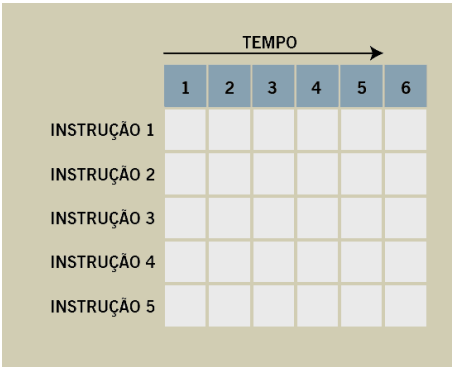 TEMPO
1 2 3 4 5 6
INSTRUÇÃO 1
INSTRUÇÃO 2
INSTRUÇÃO 3
INSTRUÇÃO 4
INSTRUÇÃO 5